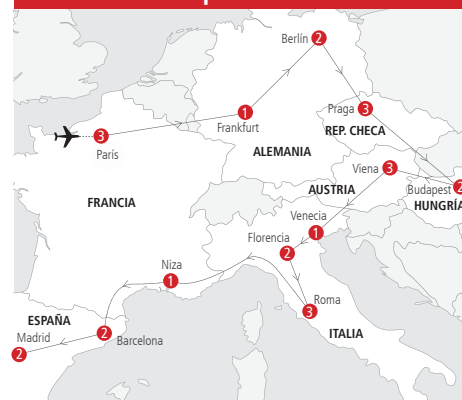 Berlín
2
Praga
3
REP. CHECA
1
Frankfurt
3
París
ALEMANIA
Viena
3
Budapest
2
HUNGRÍA
AUSTRIA
FRANCIA
Venecia
1
Florencia
2
Niza
1
Roma
3
ITALIA
ESPAÑA
Madrid
2
2
Barcelona